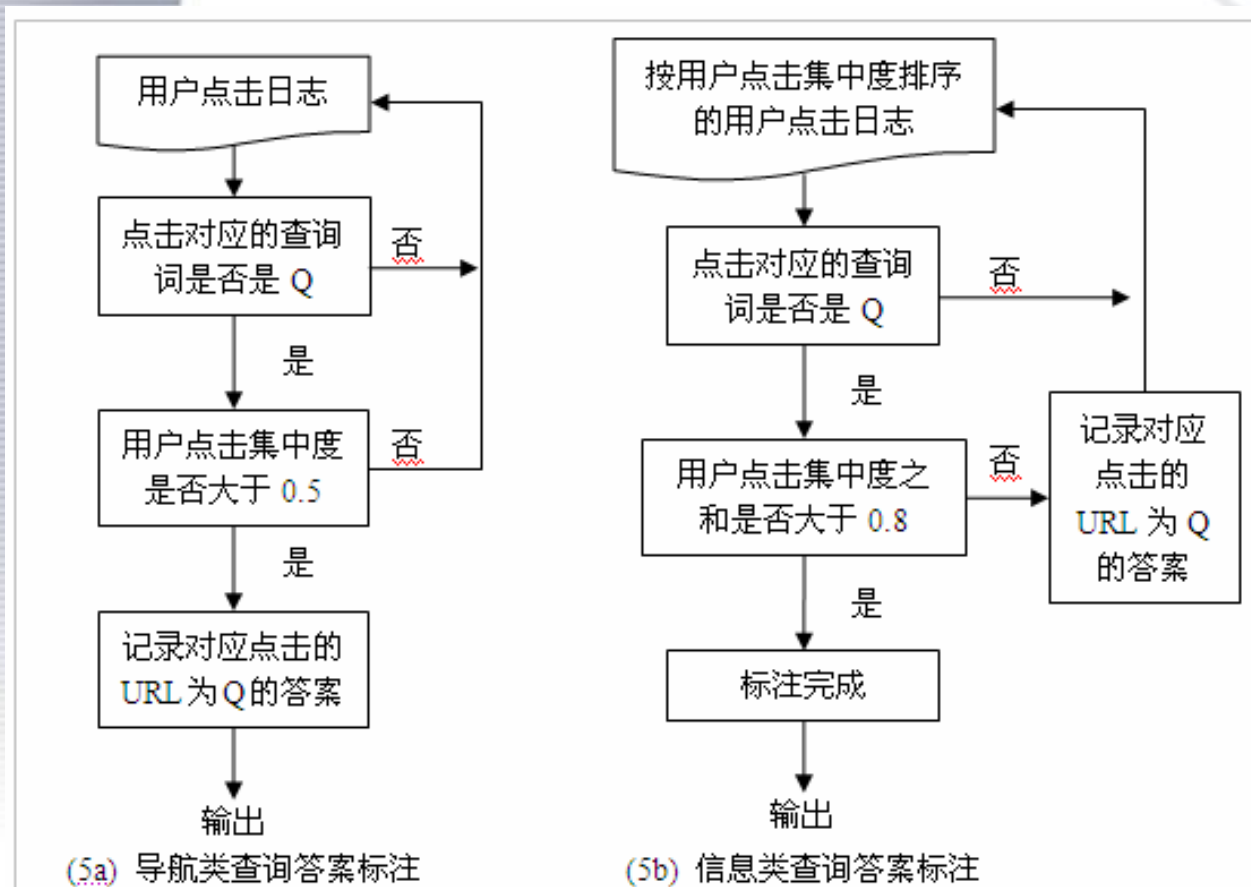 用户点击日志
点击对应的查询
词是否是 Q
否
是
用户点击集中度
是否大于 0.5
否
是
记录对应点击的
URL 为 Q 的答案
输出
(5a) 导航类查询答案标注
按用户点击集中度排序
的用户点击日志
点击对应的查询
词是否是 Q
否
是
用户点击集中度之
和是否大于 0.8
否
记录对应
点击的
URL 为 Q
的答案
是
标注完成
输出
(5b) 信息类查询答案标注